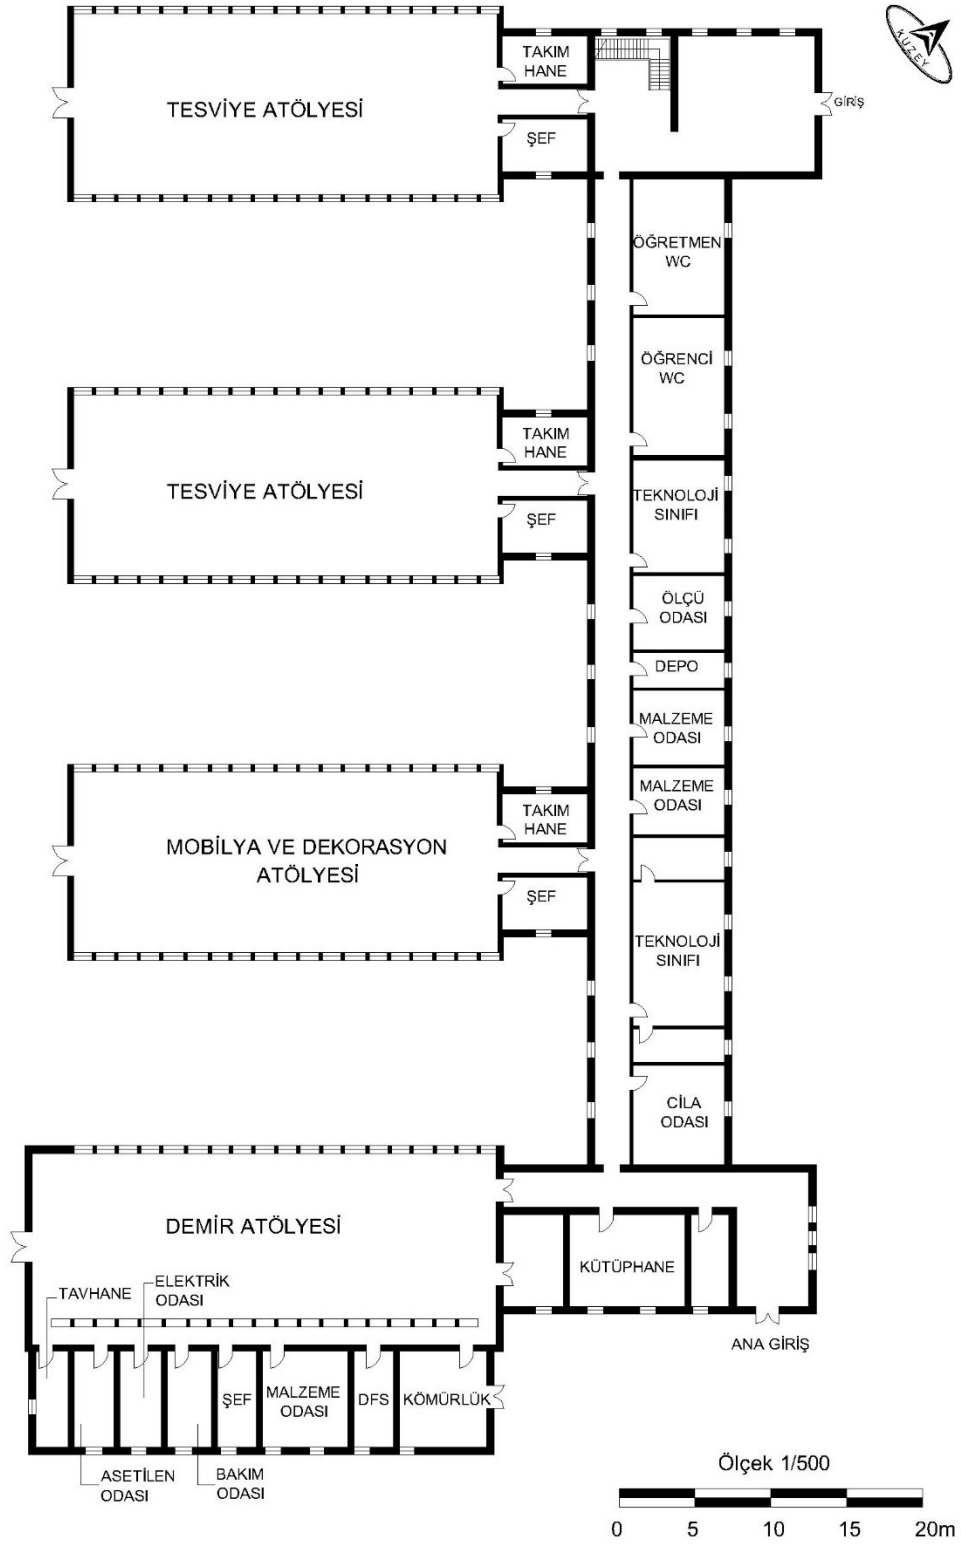 KUZEY
TAKIM
HANE
TESVİYE ATÖLYESİ
GİRİŞ
ŞEF
ÖĞRETMEN
WC
ÖĞRENCİ
WC
TAKIM
HANE
TESVİYE ATÖLYESİ
TEKNOLOJİ
SINIFI
ŞEF
ÖLÇÜ
ODASI
DEPO
MALZEME
ODASI
MALZEME
ODASI
TAKIM
HANE
MOBİLYA VE DEKORASYON
ATÖLYESİ
ŞEF
TEKNOLOJİ
SINIFI
CİLA
ODASI
DEMİR ATÖLYESİ
KÜTÜPHANE
TAVHANE
ELEKTRİK
ODASI
ANA GİRİŞ
ŞEF
MALZEME
ODASI
DFS
KÖMÜRLÜK
ASETİLEN
ODASI
BAKIM
ODASI
Ölçek 1/500
0 5 10 15 20m